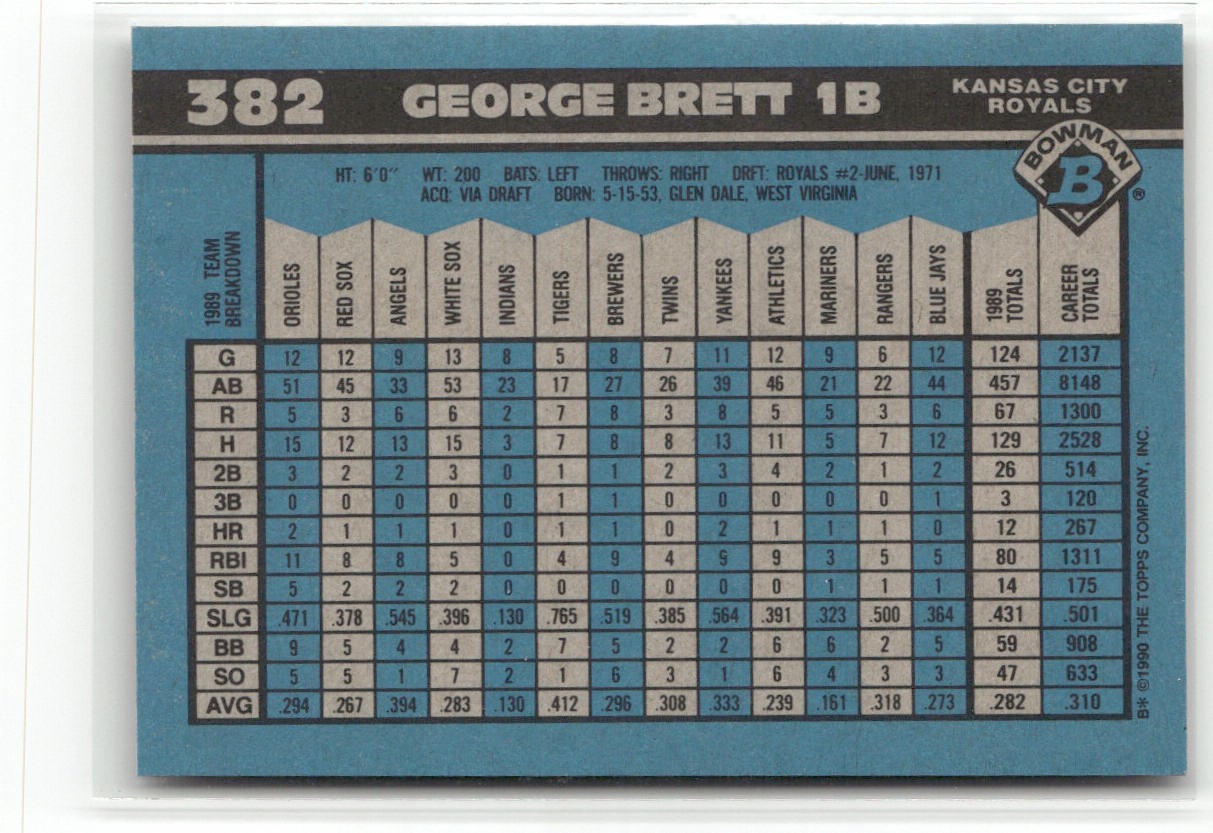 382 GEORGE BRETT 1B KANSAS CITY
ROYALS
BOWMAN
B
®
HT: 6'0" WT: 200 BATS: LEFT THROWS: RIGHT DRFT: ROYALS #2-JUNE, 1971
ACQ: VIA DRAFT BORN: 5-15-53, GLEN DALE, WEST VIRGINIA
1989 TEAM BREAKDOWN ORIOLES RED SOX ANGELS WHITE SOX INDIANS TIGERS BREWERS TWINS YANKEES ATHLETICS MARINERS RANGERS BLUE JAYS 1989 TOTALS CAREER TOTALS
G 12 12 9 13 8 5 8 7 11 12 9 6 12 124 2137
AB 51 45 33 53 23 17 27 26 39 46 21 22 44 457 8148
R 5 3 6 6 2 7 8 3 8 5 5 3 6 67 1300
H 15 12 13 15 3 7 8 8 13 11 5 7 12 129 2528
2B 3 2 2 3 0 1 1 2 3 4 2 1 2 26 514
3B 0 0 0 0 0 1 1 0 0 0 0 0 1 3 120
HR 2 1 1 1 0 1 1 0 2 1 1 1 0 12 267
RBI 11 8 8 5 0 4 9 4 9 9 3 5 5 80 1311
SB 5 2 2 2 0 0 0 0 0 0 1 1 1 14 175
SLG .471 .378 .545 .396 .130 .765 .519 .385 .564 .391 .323 .500 .364 .431 .501
BB 9 5 4 4 2 7 5 2 2 6 6 2 5 59 908
SO 5 5 1 7 2 1 6 3 1 6 4 3 3 47 633
AVG .294 .267 .394 .283 .130 .412 .296 .308 .333 .239 .161 .318 .273 .282 .310
B* ©1990 THE TOPPS COMPANY, INC.